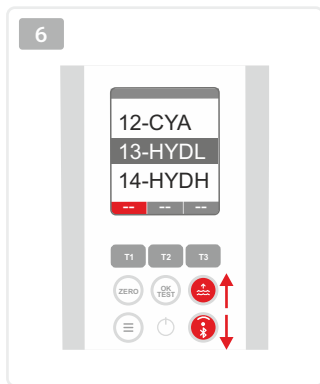 6
12-CYA
13-HYDL
14-HYDH
-- -- --
T1 T2 T3
ZERO OK TEST